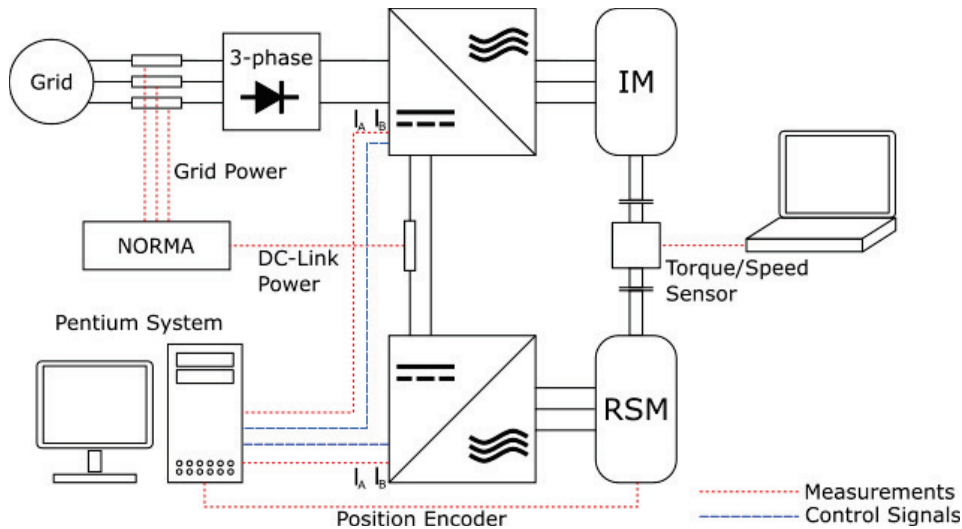 Grid
3-phase
IM
I_A I_B
Grid Power
NORMA
DC-Link
Power
Torque/Speed
Sensor
Pentium System
RSM
I_A I_B
Position Encoder
Measurements
Control Signals